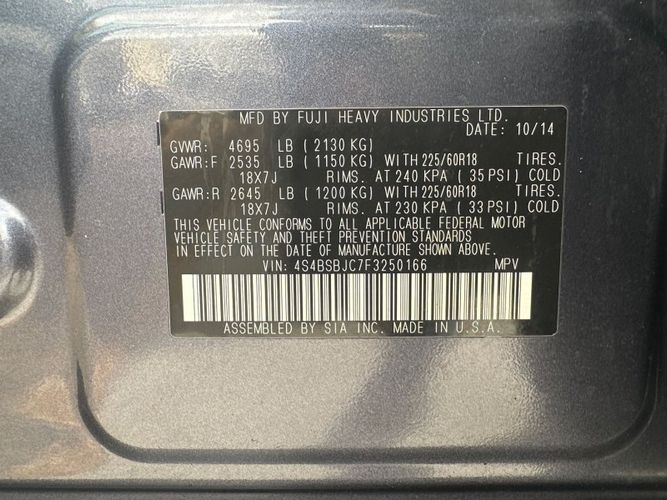 MFD BY FUJI HEAVY INDUSTRIES LTD.
DATE: 10/14
GVWR: 4695 LB (2130 KG)
GAWR:F 2535 LB (1150 KG) WITH 225/60R18 TIRES.
18X7J RIMS. AT 240 KPA (35 PSI) COLD
GAWR:R 2645 LB (1200 KG) WITH 225/60R18 TIRES.
18X7J RIMS. AT 230 KPA (33 PSI) COLD
THIS VEHICLE CONFORMS TO ALL APPLICABLE FEDERAL MOTOR
VEHICLE SAFETY AND THEFT PREVENTION STANDARDS
IN EFFECT ON THE DATE OF MANUFACTURE SHOWN ABOVE.
VIN: 4S4BSBJC7F3250166 MPV
ASSEMBLED BY SIA INC. MADE IN U.S.A.